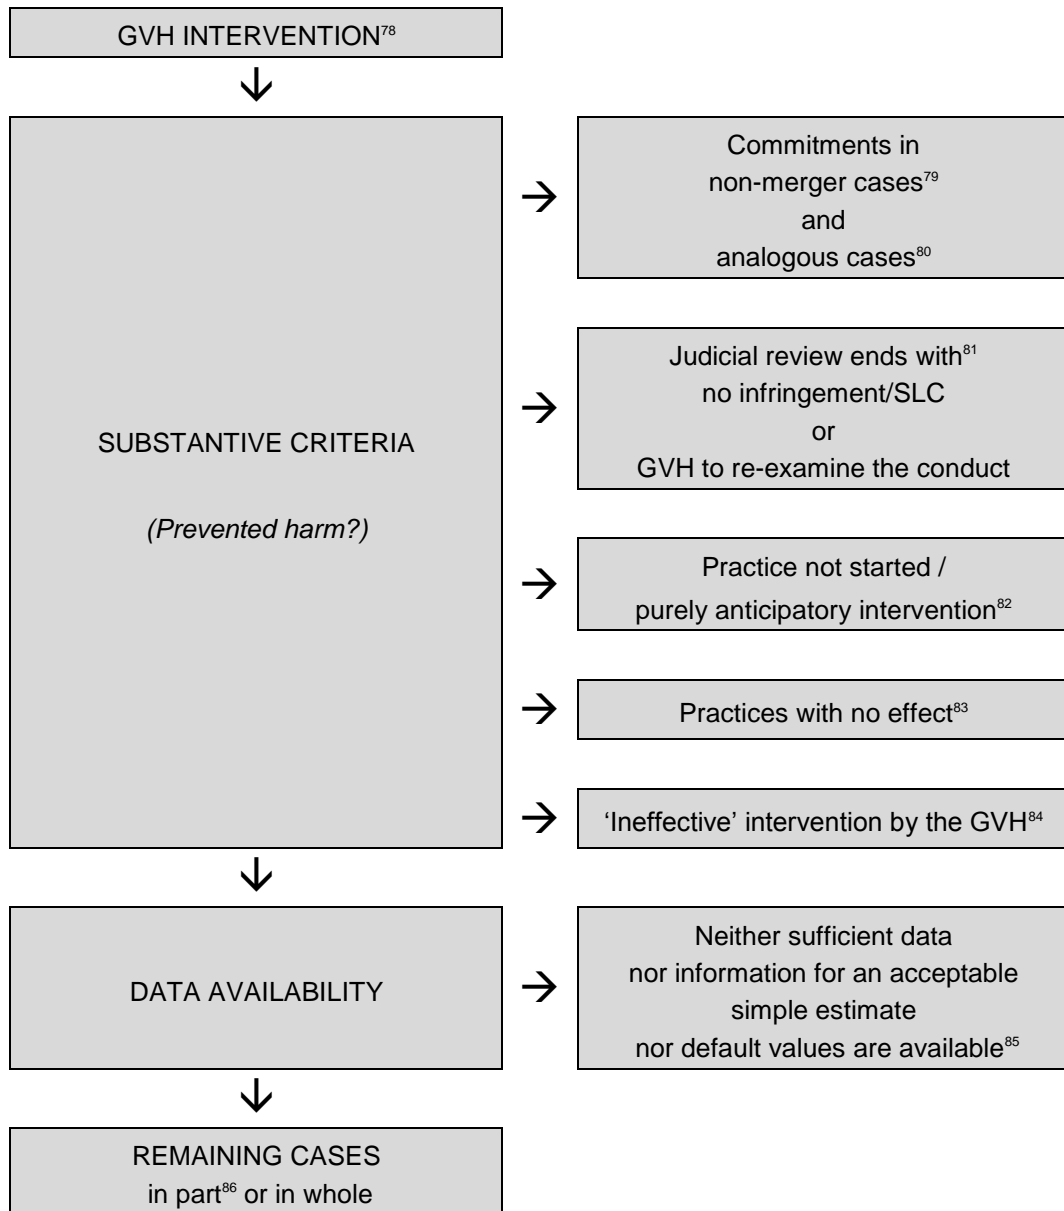 GVH INTERVENTION⁷⁸
SUBSTANTIVE CRITERIA
(Prevented harm?)
Commitments in
non-merger cases⁷⁹
and
analogous cases⁸⁰
Judicial review ends with⁸¹
no infringement/SLC
or
GVH to re-examine the conduct
Practice not started /
purely anticipatory intervention⁸²
Practices with no effect⁸³
‘Ineffective’ intervention by the GVH⁸⁴
DATA AVAILABILITY
Neither sufficient data
nor information for an acceptable
simple estimate
nor default values are available⁸⁵
REMAINING CASES
in part⁸⁶ or in whole